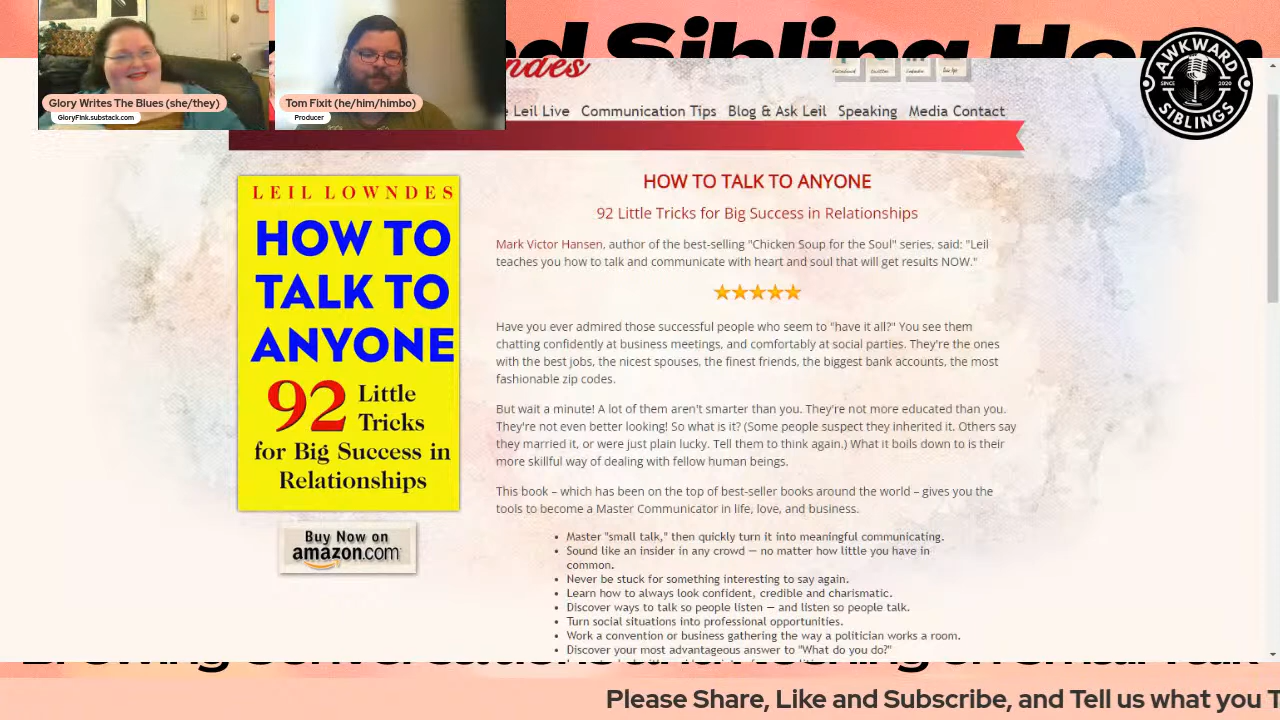 Sibling
Glory Writes The Blues (she/they)
GloryFink.substack.com
Tom Fixit (he/him/himbo)
Producer
AWKWARD
SINCE 2020
SIBLINGS
Leil Live Communication Tips Blog & Ask Leil Speaking Media Contact
LEIL LOWNDES
HOW TO
TALK TO
ANYONE
92 Little
Tricks
for Big Success in
Relationships
Buy Now on
amazon.com
HOW TO TALK TO ANYONE
92 Little Tricks for Big Success in Relationships
Mark Victor Hansen, author of the best-selling "Chicken Soup for the Soul" series, said: "Leil
teaches you how to talk and communicate with heart and soul that will get results NOW."
Have you ever admired those successful people who seem to "have it all?" You see them
chatting confidently at business meetings, and comfortably at social parties. They're the ones
with the best jobs, the nicest spouses, the finest friends, the biggest bank accounts, the most
fashionable zip codes.
But wait a minute! A lot of them aren't smarter than you. They're not more educated than you.
They're not even better looking! So what is it? (Some people suspect they inherited it. Others say
they married it, or were just plain lucky. Tell them to think again.) What it boils down to is their
more skillful way of dealing with fellow human beings.
This book – which has been on the top of best-seller books around the world – gives you the
tools to become a Master Communicator in life, love, and business.
• Master "small talk," then quickly turn it into meaningful communicating.
• Sound like an insider in any crowd — no matter how little you have in
common.
• Never be stuck for something interesting to say again.
• Learn how to always look confident, credible and charismatic.
• Discover ways to talk so people listen — and listen so people talk.
• Turn social situations into professional opportunities.
• Work a convention or business gathering the way a politician works a room.
• Discover your most advantageous answer to "What do you do?"
Please Share, Like and Subscribe, and Tell us what you T